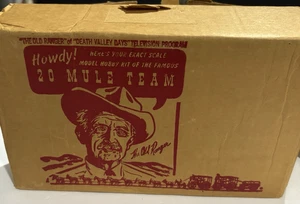 "THE OLD RANGER" of "DEATH VALLEY DAYS" TELEVISION PROGRAM
Howdy! HERE'S YOUR EXACT SCALE
MODEL HOBBY KIT OF THE FAMOUS
20 MULE TEAM
The Old Ranger